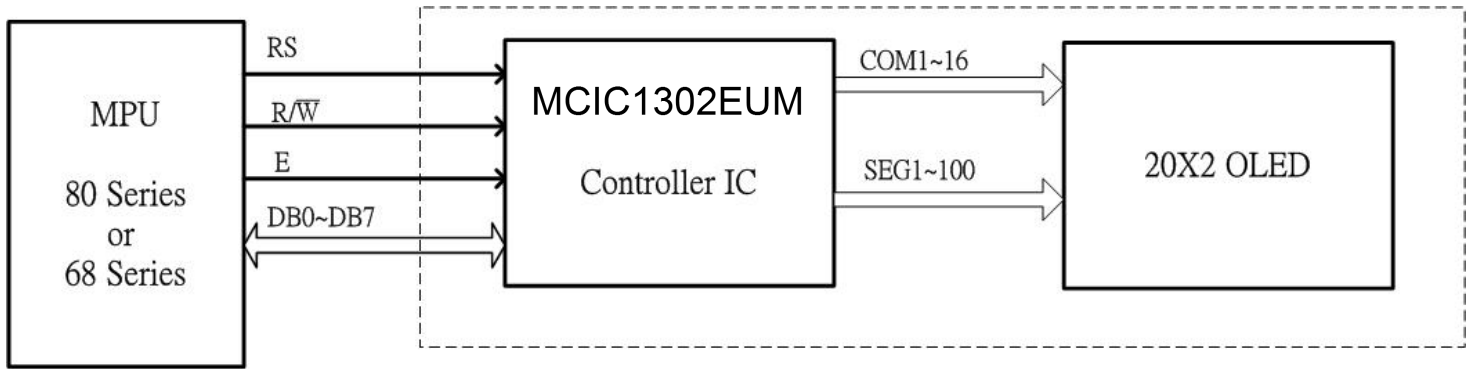 MPU
80 Series
or
68 Series
RS
R/W̅
E
DB0~DB7
MCIC1302EUM
Controller IC
COM1~16
SEG1~100
20X2 OLED